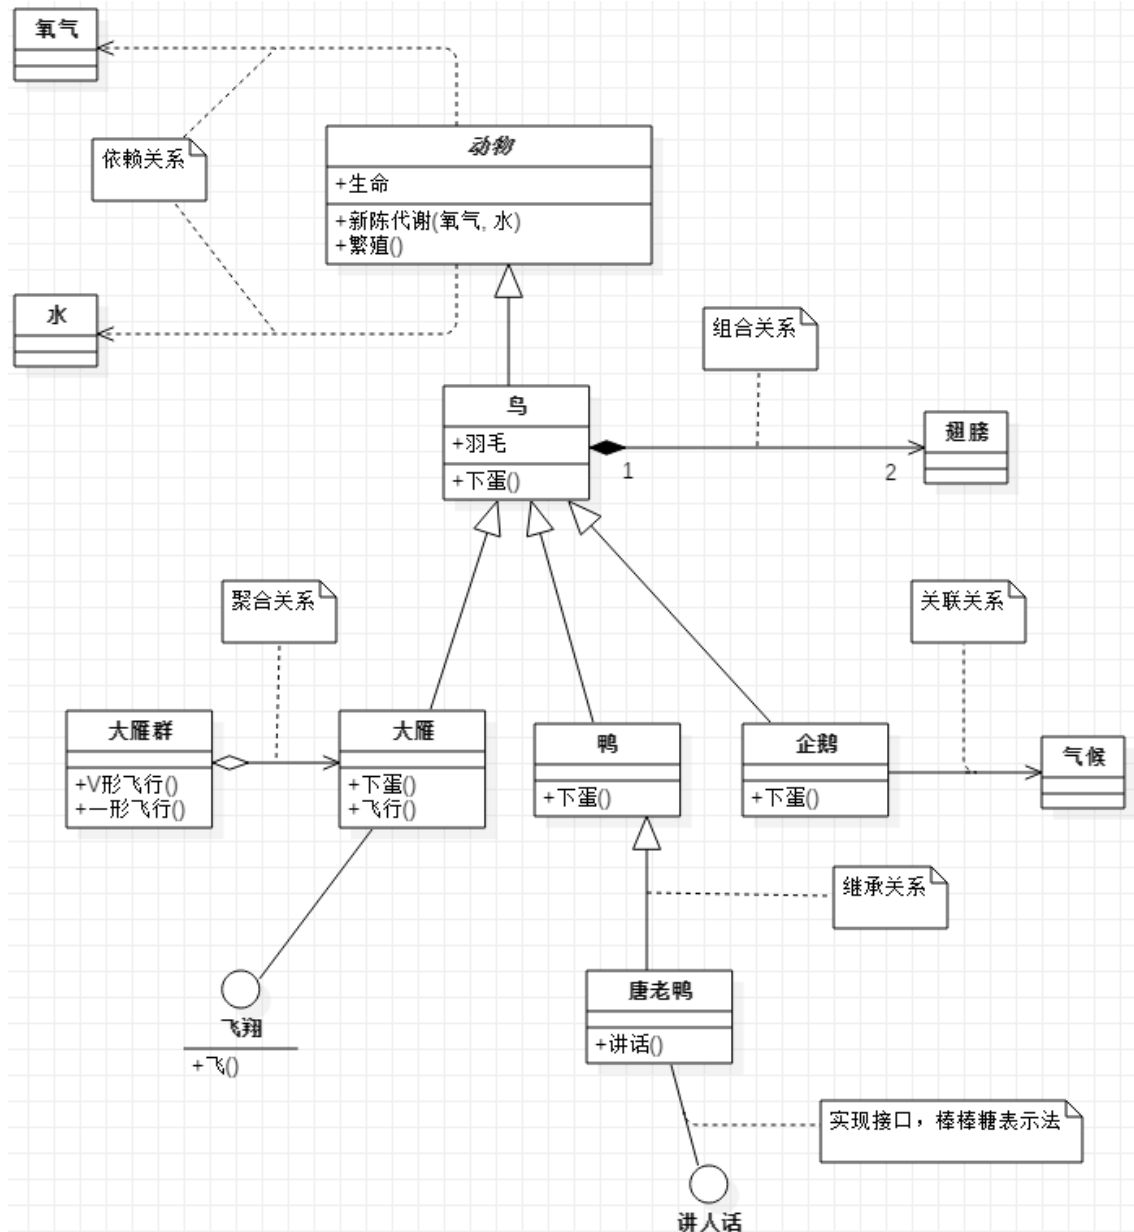 氧气
依赖关系
动物
+生命
+新陈代谢(氧气, 水)
+繁殖()
水
组合关系
鸟
+羽毛
+下蛋()
1
2
翅膀
聚合关系
关联关系
大雁群
+V形飞行()
+一形飞行()
大雁
+下蛋()
+飞行()
鸭
+下蛋()
企鹅
+下蛋()
气候
继承关系
飞翔
+飞()
唐老鸭
+讲话()
实现接口，棒棒糖表示法
讲人话